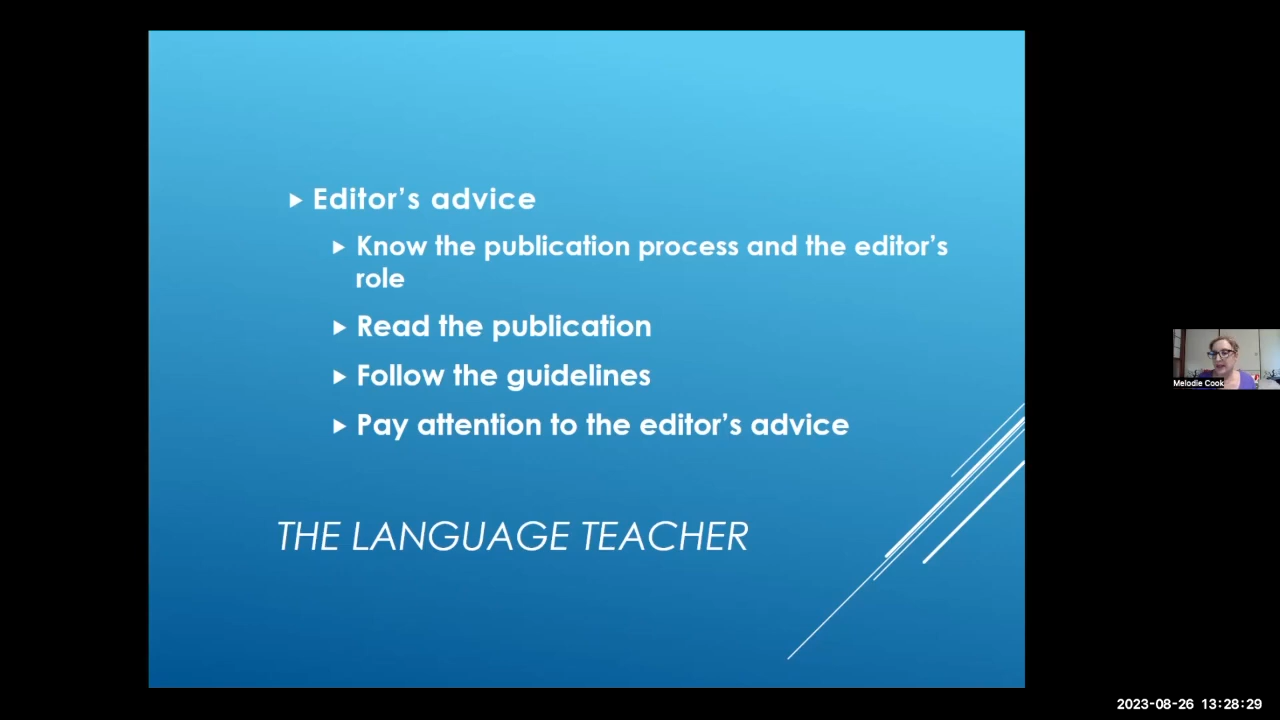 Editor's advice
Know the publication process and the editor's
role
Read the publication
Follow the guidelines
Pay attention to the editor's advice
THE LANGUAGE TEACHER
Melodie Cook
2023-08-26 13:28:29